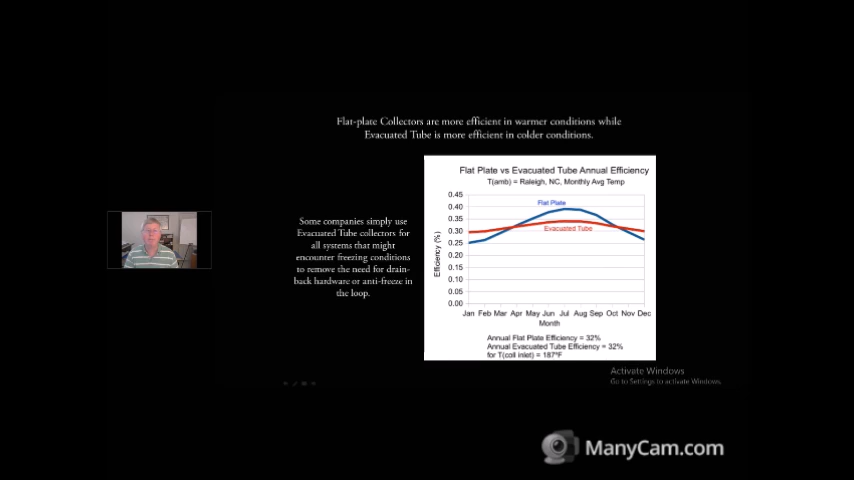 Flat-plate Collectors are more efficient in warmer conditions while
Evacuated Tube is more efficient in colder conditions.
Some companies simply use
Evacuated Tube collectors for
all systems that might
encounter freezing conditions
to remove the need for drain-
back hardware or anti-freeze in
the loop.
Flat Plate vs Evacuated Tube Annual Efficiency
T(amb) = Raleigh, NC, Monthly Avg Temp
Efficiency (%)
0.45
0.40
0.35
0.30
0.25
0.20
0.15
0.10
0.05
0.00
Flat Plate
Evacuated Tube
Jan Feb Mar Apr May Jun Jul Aug Sep Oct Nov Dec
Month
Annual Flat Plate Efficiency = 32%
Annual Evacuated Tube Efficiency = 32%
for T(coll inlet) = 187°F
Activate Windows
Go to Settings to activate Windows.
ManyCam.com